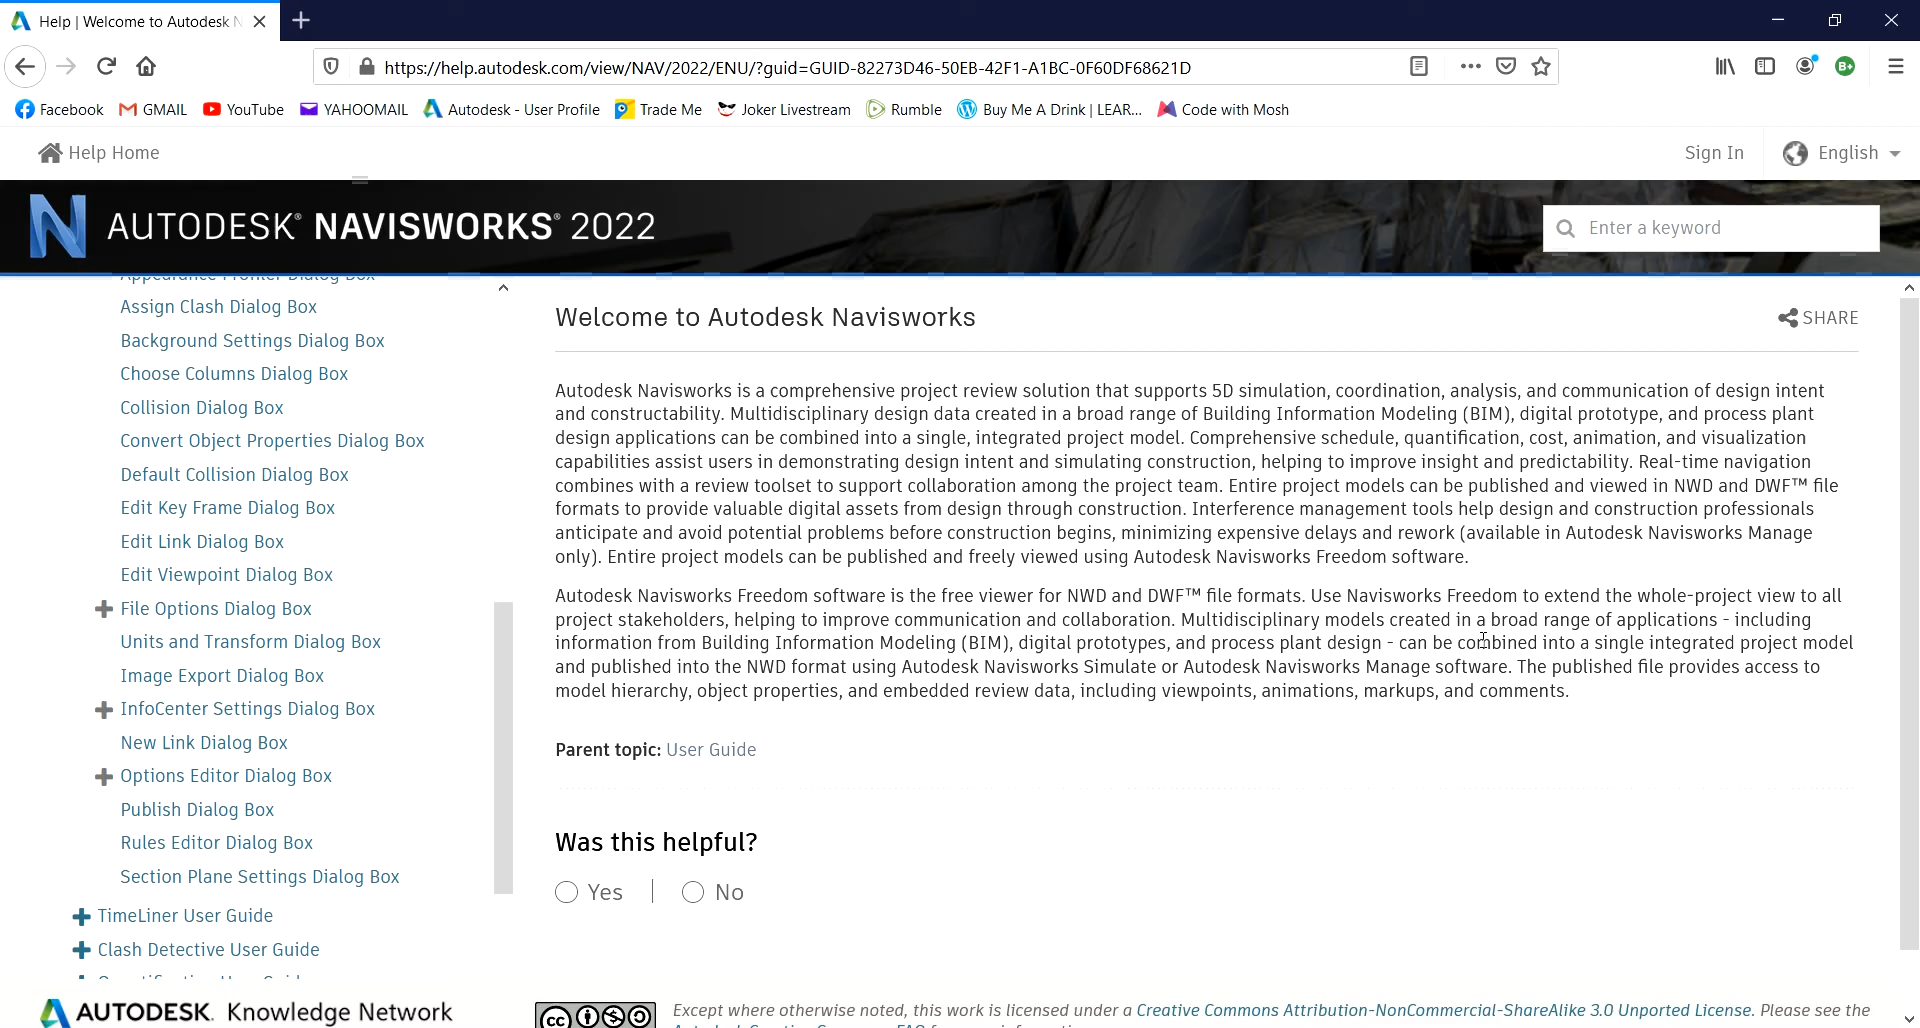 Help | Welcome to Autodesk N
https://help.autodesk.com/view/NAV/2022/ENU/?guid=GUID-82273D46-50EB-42F1-A1BC-0F60DF68621D
Facebook GMAIL YouTube YAHOOMAIL Autodesk - User Profile Trade Me Joker Livestream Rumble Buy Me A Drink | LEAR... Code with Mosh
Help Home Sign In English
AUTODESK® NAVISWORKS® 2022 Enter a keyword
Appearance Profiler Dialog Box
Assign Clash Dialog Box
Background Settings Dialog Box
Choose Columns Dialog Box
Collision Dialog Box
Convert Object Properties Dialog Box
Default Collision Dialog Box
Edit Key Frame Dialog Box
Edit Link Dialog Box
Edit Viewpoint Dialog Box
File Options Dialog Box
Units and Transform Dialog Box
Image Export Dialog Box
InfoCenter Settings Dialog Box
New Link Dialog Box
Options Editor Dialog Box
Publish Dialog Box
Rules Editor Dialog Box
Section Plane Settings Dialog Box
TimeLiner User Guide
Clash Detective User Guide
Welcome to Autodesk Navisworks
SHARE
Autodesk Navisworks is a comprehensive project review solution that supports 5D simulation, coordination, analysis, and communication of design intent
and constructability. Multidisciplinary design data created in a broad range of Building Information Modeling (BIM), digital prototype, and process plant
design applications can be combined into a single, integrated project model. Comprehensive schedule, quantification, cost, animation, and visualization
capabilities assist users in demonstrating design intent and simulating construction, helping to improve insight and predictability. Real-time navigation
combines with a review toolset to support collaboration among the project team. Entire project models can be published and viewed in NWD and DWF™ file
formats to provide valuable digital assets from design through construction. Interference management tools help design and construction professionals
anticipate and avoid potential problems before construction begins, minimizing expensive delays and rework (available in Autodesk Navisworks Manage
only). Entire project models can be published and freely viewed using Autodesk Navisworks Freedom software.
Autodesk Navisworks Freedom software is the free viewer for NWD and DWF™ file formats. Use Navisworks Freedom to extend the whole-project view to all
project stakeholders, helping to improve communication and collaboration. Multidisciplinary models created in a broad range of applications - including
information from Building Information Modeling (BIM), digital prototypes, and process plant design - can be combined into a single integrated project model
and published into the NWD format using Autodesk Navisworks Simulate or Autodesk Navisworks Manage software. The published file provides access to
model hierarchy, object properties, and embedded review data, including viewpoints, animations, markups, and comments.
Parent topic: User Guide
Was this helpful?
Yes | No
AUTODESK. Knowledge Network
Except where otherwise noted, this work is licensed under a Creative Commons Attribution-NonCommercial-ShareAlike 3.0 Unported License. Please see the